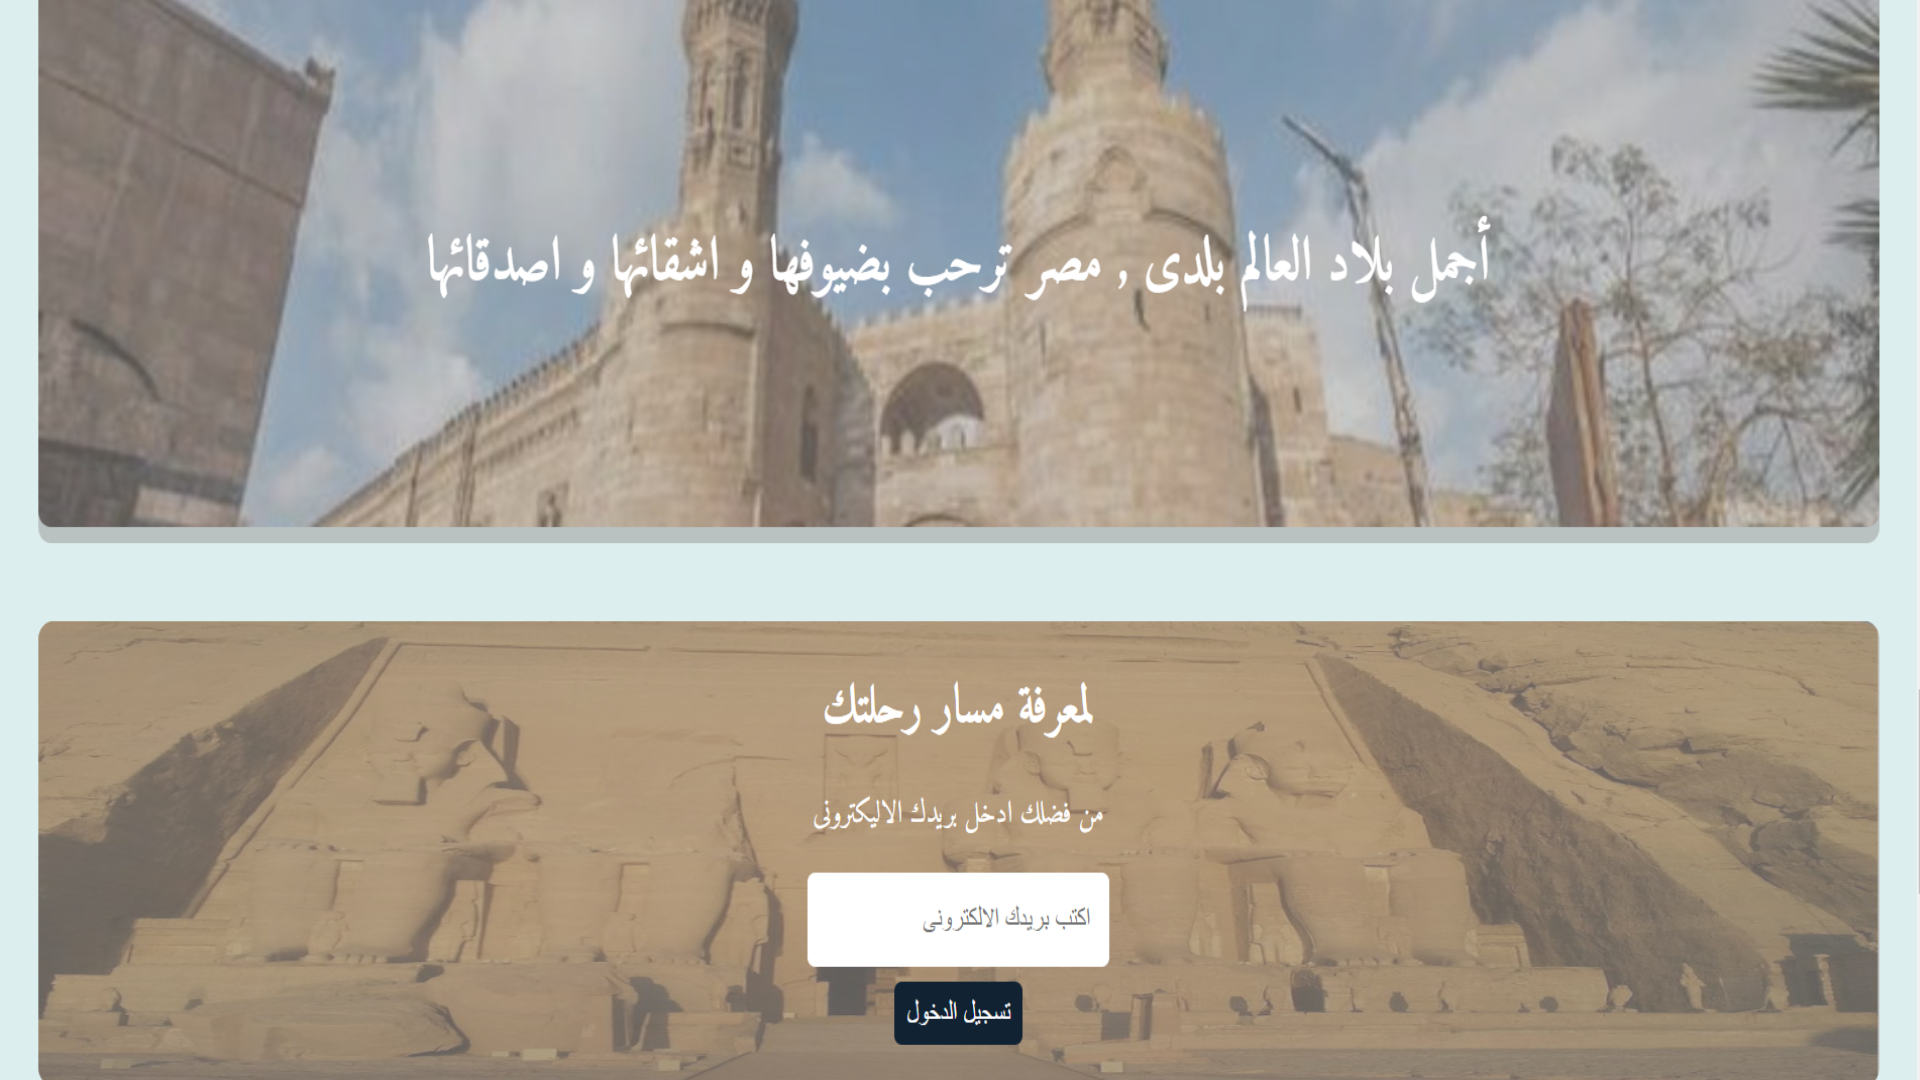 أجمل بلاد العالم بلدى , مصر ترحب بضيوفها و اشقائها و اصدقائها
لمعرفة مسار رحلتك
من فضلك ادخل بريدك الاليكترونى
اكتب بريدك الالكترونى
تسجيل الدخول